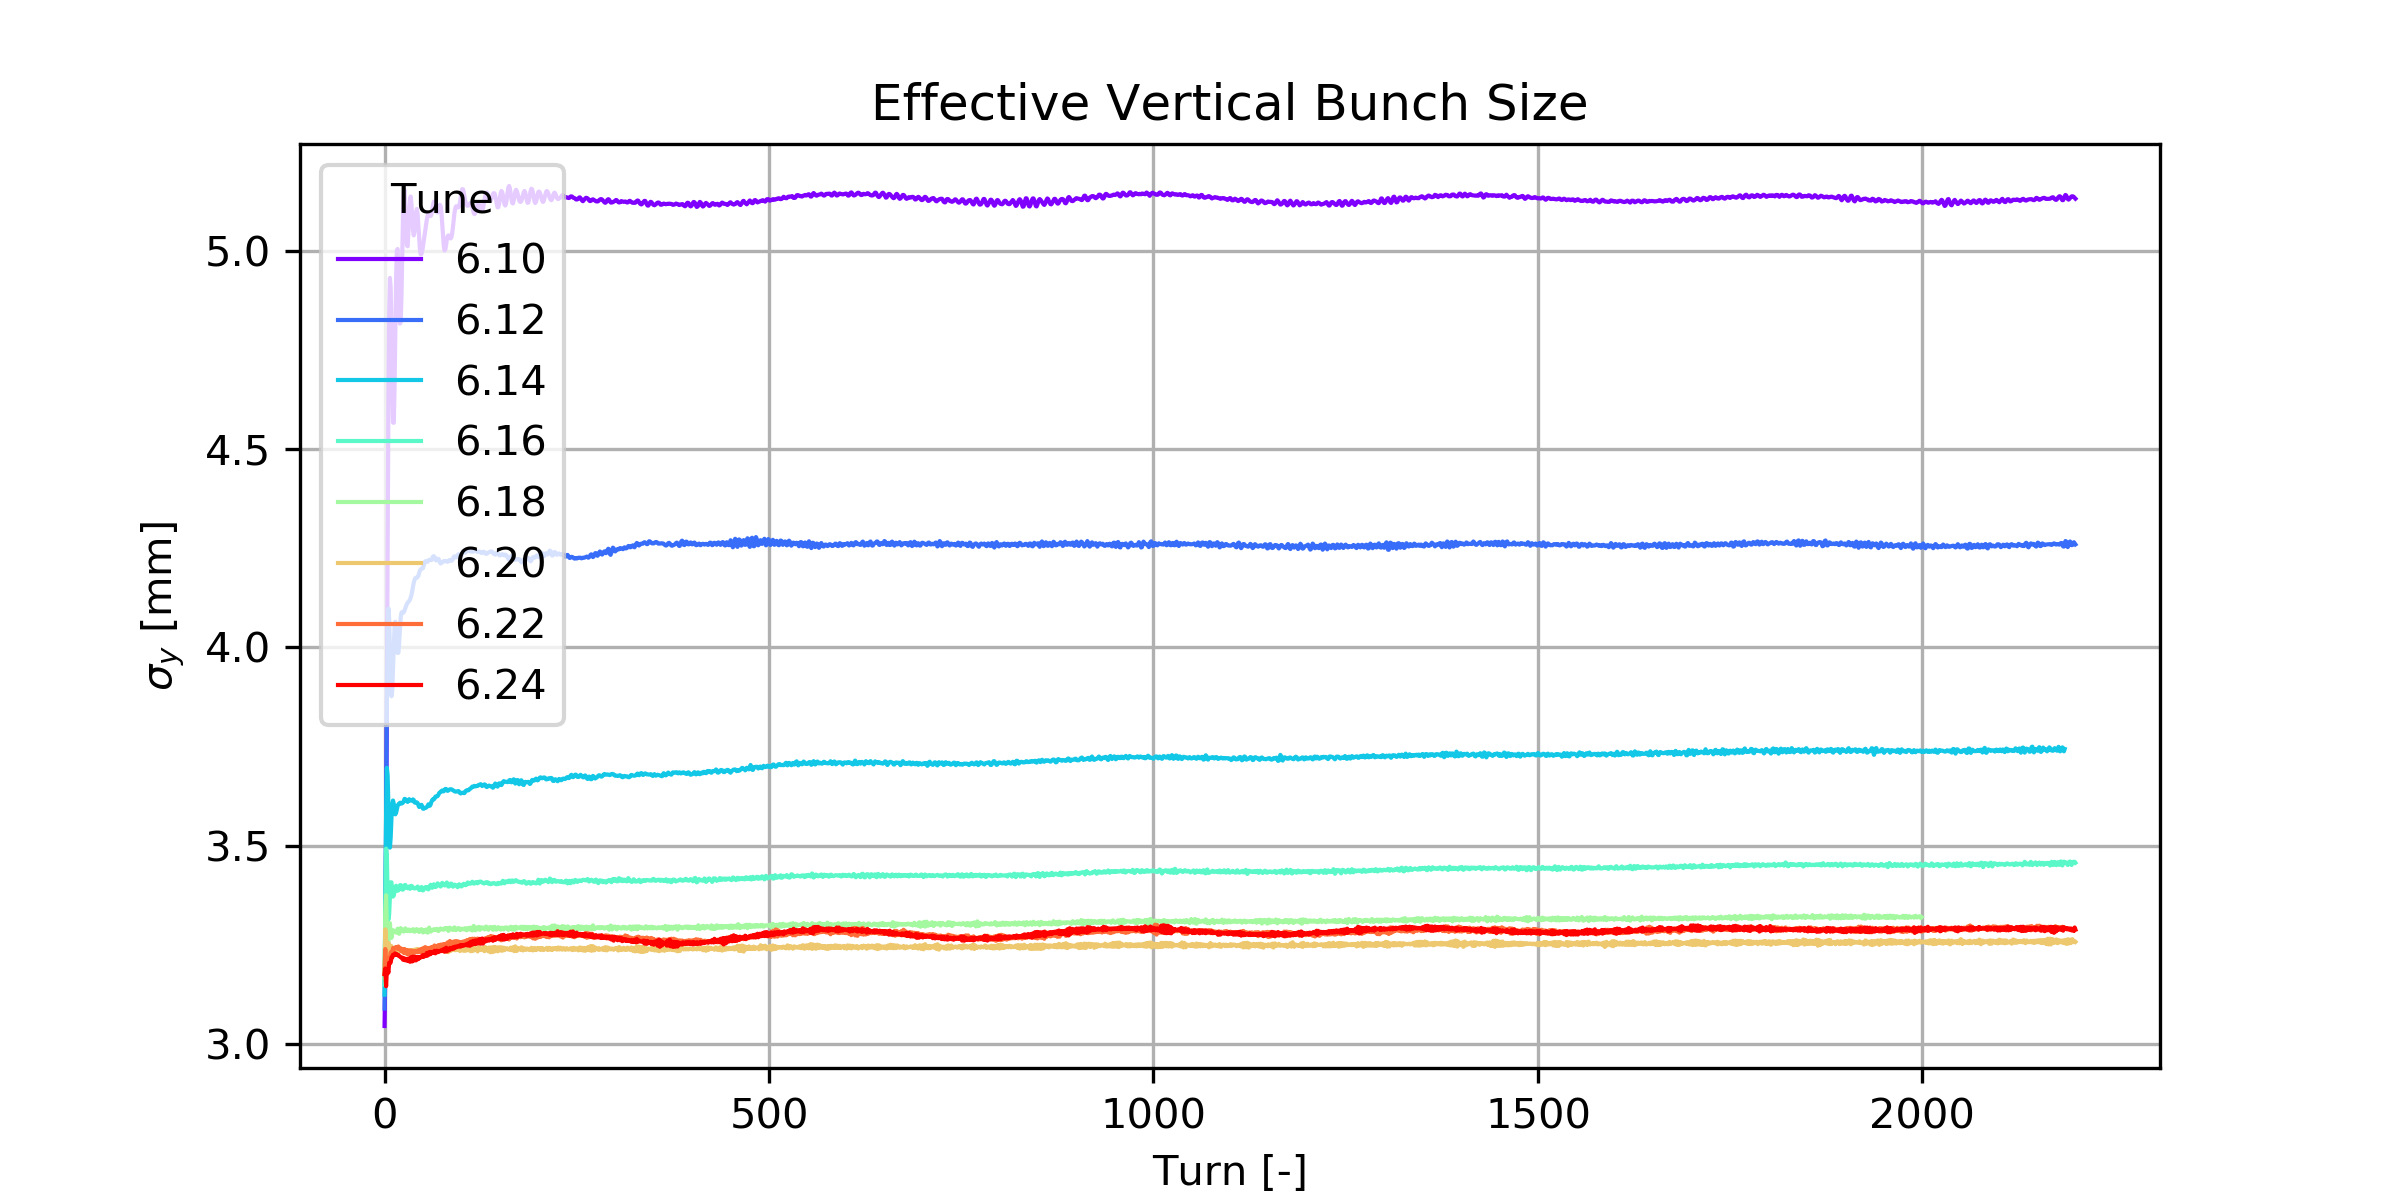 Effective Vertical Bunch Size
Tune
6.10
6.12
6.14
6.16
6.18
6.20
6.22
6.24
5.0
4.5
4.0
3.5
3.0
σy [mm]
0 500 1000 1500 2000
Turn [-]